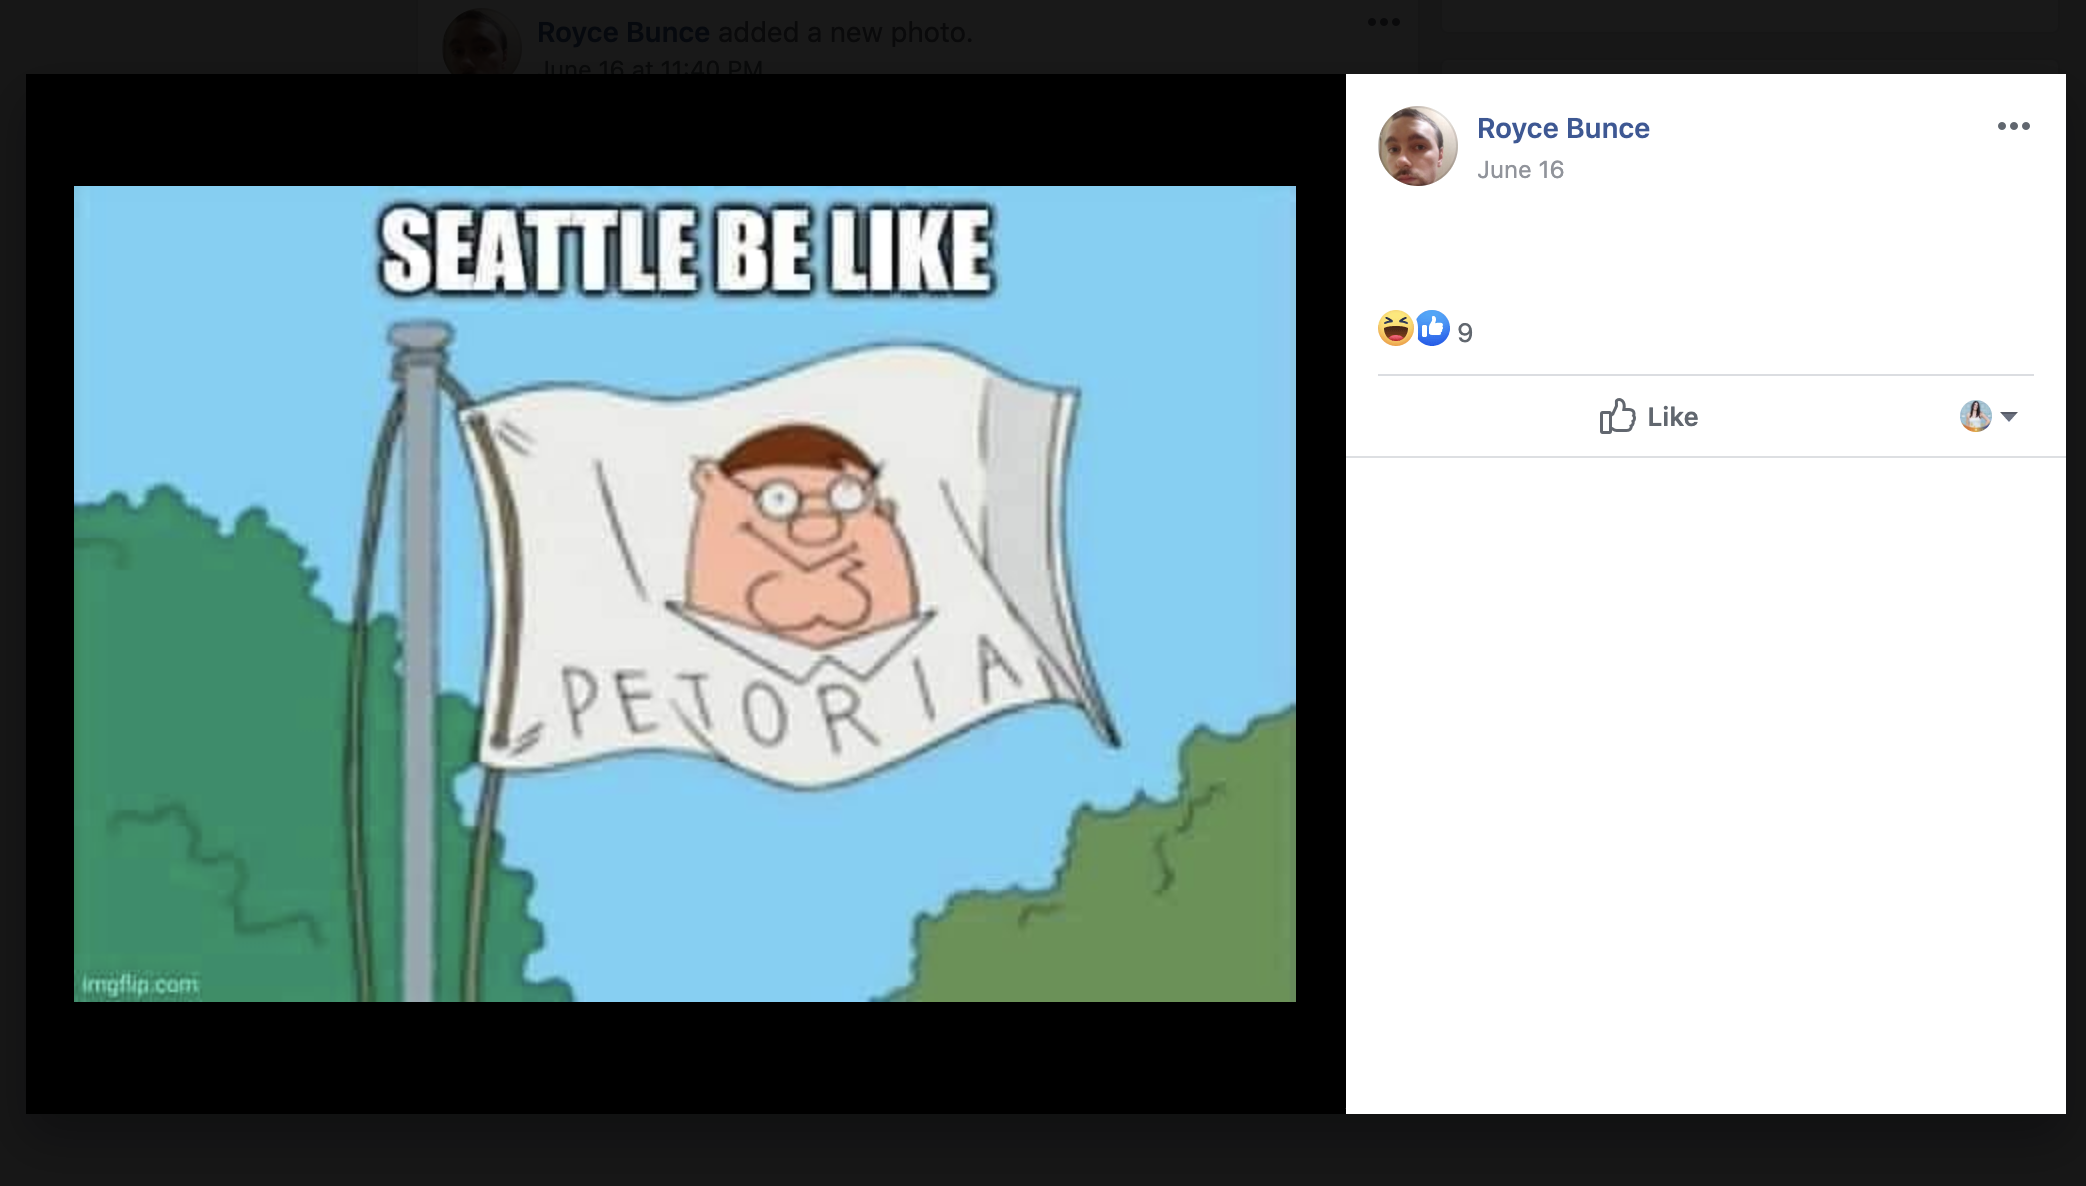 Royce Bunce added a new photo.
June 16 at 11:40 PM
SEATTLE BE LIKE
PETORIA
imgflip.com
Royce Bunce
June 16
9
Like